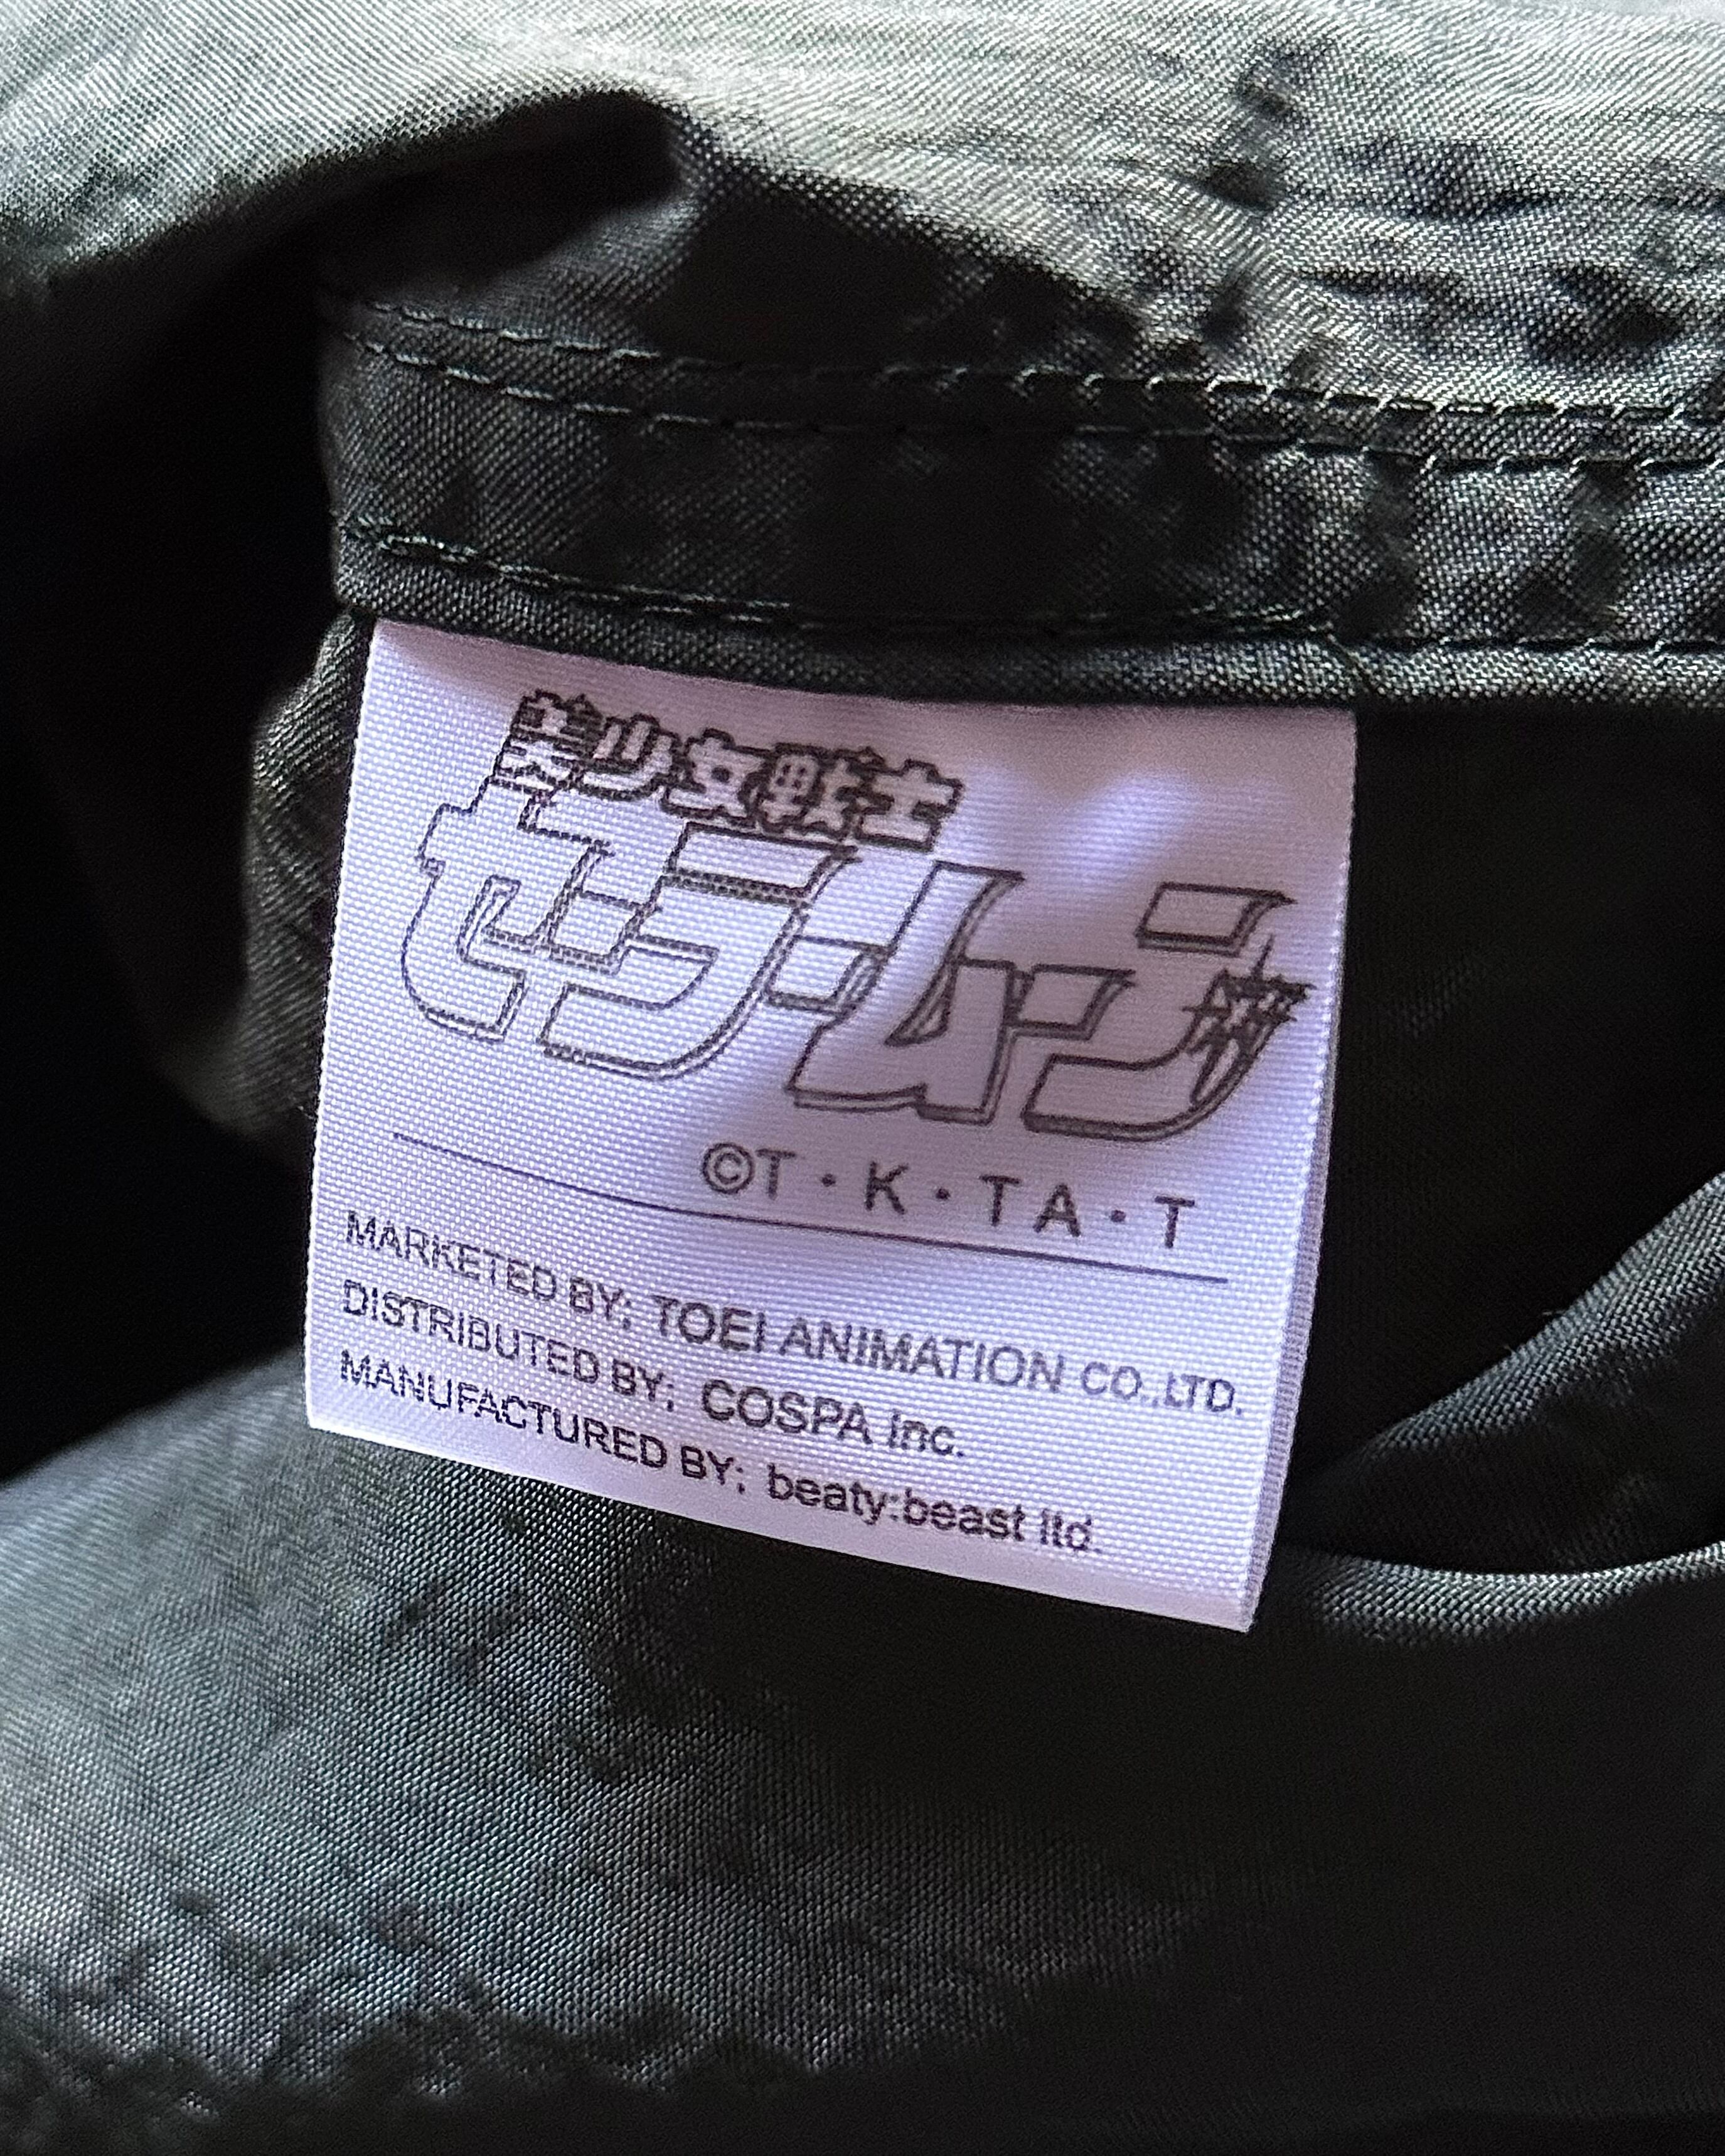 美少女戦士
セーラームーン
©T・K・TA・T
MARKETED BY; TOEI ANIMATION CO.,LTD.
DISTRIBUTED BY; COSPA Inc.
MANUFACTURED BY; beaty:beast ltd.